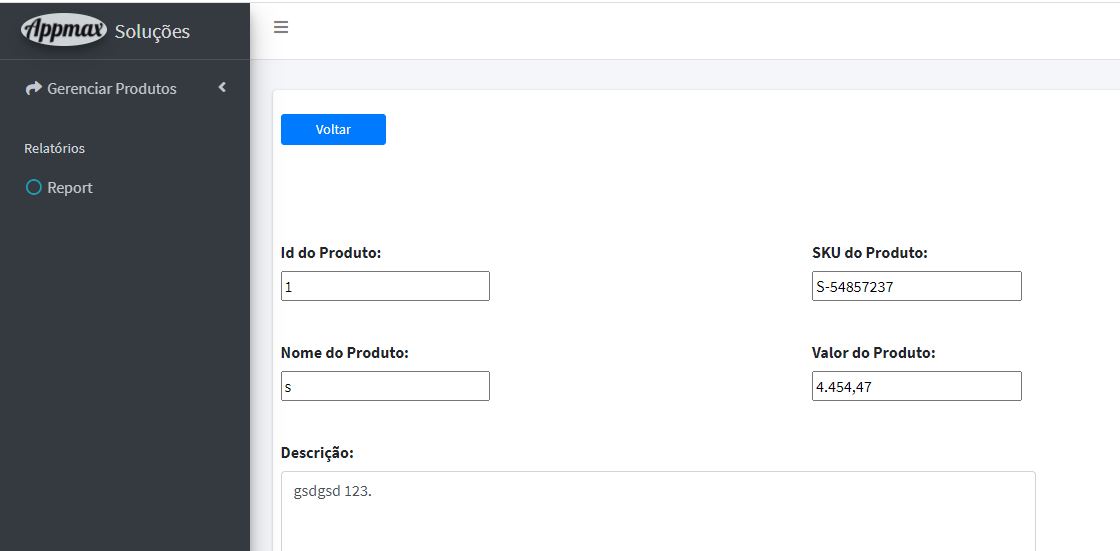 Appmax Soluções
Gerenciar Produtos
Relatórios
Report
Voltar
Id do Produto:
1
SKU do Produto:
S-54857237
Nome do Produto:
s
Valor do Produto:
4.454,47
Descrição:
gsdgsd 123.